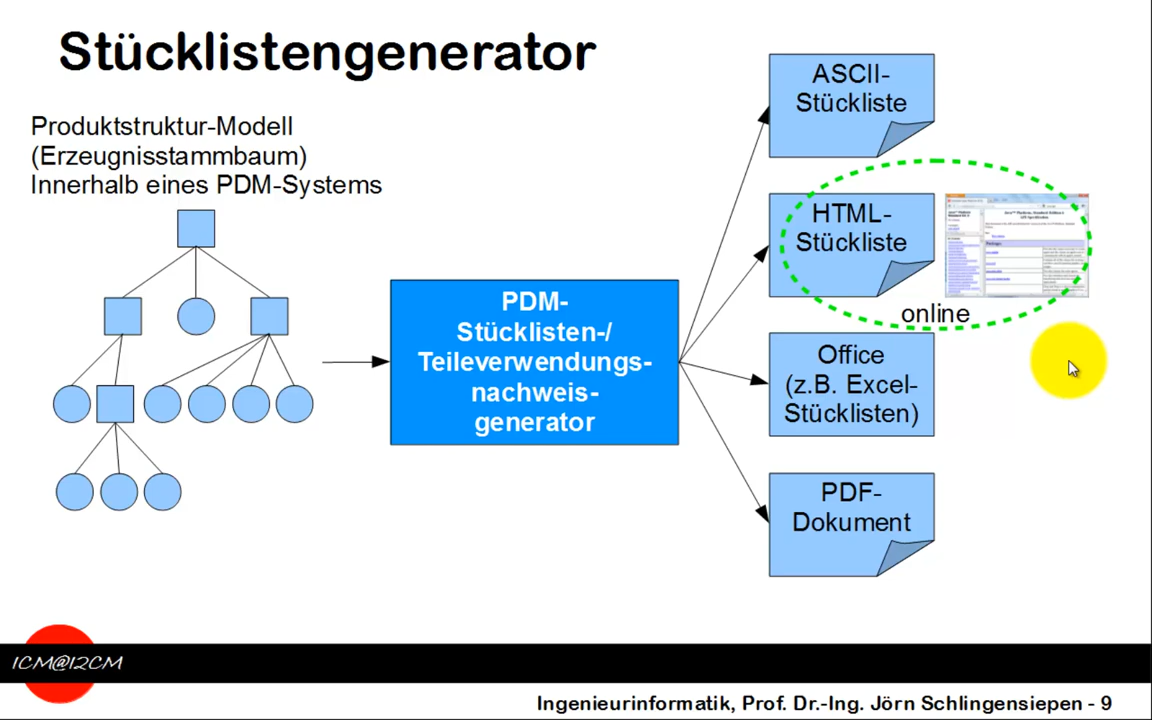 Stücklistengenerator
Produktstruktur-Modell
(Erzeugnisstammbaum)
Innerhalb eines PDM-Systems
PDM-
Stücklisten-/
Teileverwendungs-
nachweis-
generator
ASCII-
Stückliste
HTML-
Stückliste
online
Office
(z.B. Excel-
Stücklisten)
PDF-
Dokument
ICM@I2CM
Ingenieurinformatik, Prof. Dr.-Ing. Jörn Schlingensiepen - 9